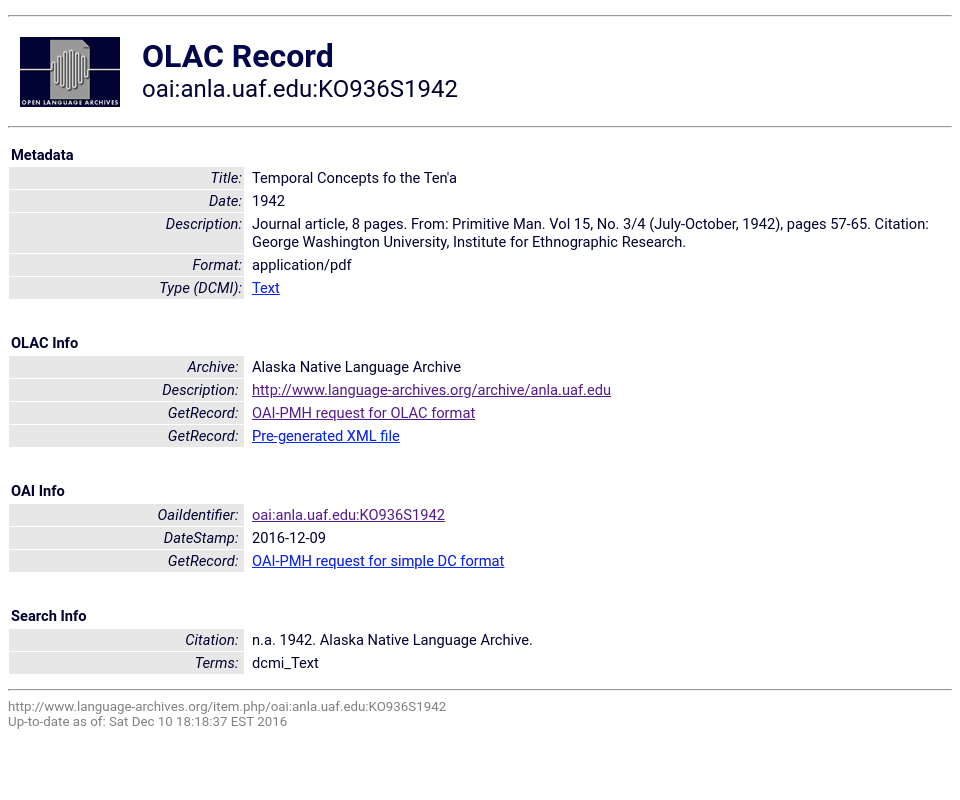 OPEN LANGUAGE ARCHIVES
OLAC Record
oai:anla.uaf.edu:KO936S1942
Metadata
Title: Temporal Concepts fo the Ten'a
Date: 1942
Description: Journal article, 8 pages. From: Primitive Man. Vol 15, No. 3/4 (July-October, 1942), pages 57-65. Citation:
George Washington University, Institute for Ethnographic Research.
Format: application/pdf
Type (DCMI): Text
OLAC Info
Archive: Alaska Native Language Archive
Description: http://www.language-archives.org/archive/anla.uaf.edu
GetRecord: OAI-PMH request for OLAC format
GetRecord: Pre-generated XML file
OAI Info
OaiIdentifier: oai:anla.uaf.edu:KO936S1942
DateStamp: 2016-12-09
GetRecord: OAI-PMH request for simple DC format
Search Info
Citation: n.a. 1942. Alaska Native Language Archive.
Terms: dcmi_Text
http://www.language-archives.org/item.php/oai:anla.uaf.edu:KO936S1942
Up-to-date as of: Sat Dec 10 18:18:37 EST 2016